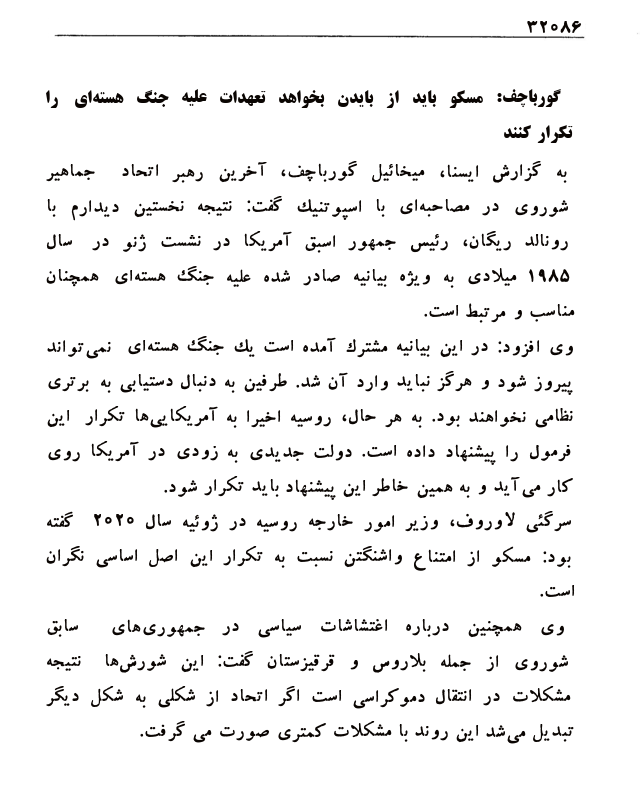 ۳۲۰۸۶
گورباچف: مسکو باید از بایدن بخواهد تعهدات علیه جنگ هسته‌ای را
تکرار کنند
به گزارش ایسنا، میخائیل گورباچف، آخرین رهبر اتحاد جماهیر
شوروی در مصاحبه‌ای با اسپوتنیك گفت: نتیجه نخستین دیدارم با
رونالد ریگان، رئیس جمهور اسبق آمریکا در نشست ژنو در سال
۱۹۸۵ میلادی به ویژه بیانیه صادر شده علیه جنگ هسته‌ای همچنان
مناسب و مرتبط است.
وی افزود: در این بیانیه مشترك آمده است یك جنگ هسته‌ای نمی‌تواند
پیروز شود و هرگز نباید وارد آن شد. طرفین به دنبال دستیابی به برتری
نظامی نخواهند بود. به هر حال، روسیه اخیرا به آمریکایی‌ها تکرار این
فرمول را پیشنهاد داده است. دولت جدیدی به زودی در آمریکا روی
کار می‌آید و به همین خاطر این پیشنهاد باید تکرار شود.
سرگئی لاوروف، وزیر امور خارجه روسیه در ژوئیه سال ۲۰۲۰ گفته
بود: مسکو از امتناع واشنگتن نسبت به تکرار این اصل اساسی نگران
است.
وی همچنین درباره اغتشاشات سیاسی در جمهوری‌های سابق
شوروی از جمله بلاروس و قرقیزستان گفت: این شورش‌ها نتیجه
مشکلات در انتقال دموکراسی است اگر اتحاد از شکلی به شکل دیگر
تبدیل می‌شد این روند با مشکلات کمتری صورت می گرفت.